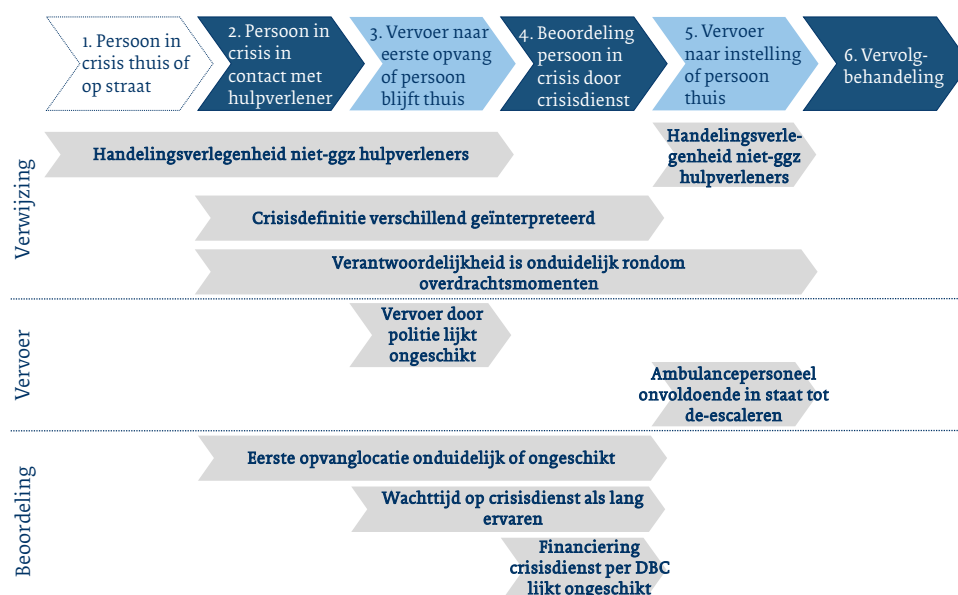 1. Persoon in
crisis thuis of
op straat
2. Persoon in
crisis in
contact met
hulpverlener
3. Vervoer naar
eerste opvang
of persoon
blijft thuis
4. Beoordeling
persoon in
crisis door
crisisdienst
5. Vervoer
naar instelling
of persoon
thuis
6. Vervolg-
behandeling
Verwijzing
Handelingsverlegenheid niet-ggz hulpverleners
Handelingsverle-
genheid niet-ggz
hulpverleners
Crisisdefinitie verschillend geïnterpreteerd
Verantwoordelijkheid is onduidelijk rondom
overdrachtsmomenten
Vervoer
Vervoer door
politie lijkt
ongeschikt
Ambulancepersoneel
onvoldoende in staat tot
de-escaleren
Beoordeling
Eerste opvanglocatie onduidelijk of ongeschikt
Wachttijd op crisisdienst als lang
ervaren
Financiering
crisisdienst per DBC
lijkt ongeschikt